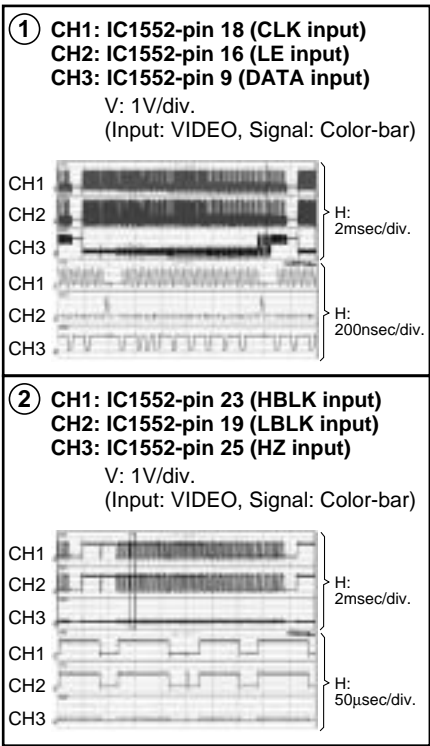 1 CH1: IC1552-pin 18 (CLK input)
CH2: IC1552-pin 16 (LE input)
CH3: IC1552-pin 9 (DATA input)
V: 1V/div.
(Input: VIDEO, Signal: Color-bar)
CH1
CH2
CH3
H:
2msec/div.
CH1
CH2
CH3
H:
200nsec/div.
2 CH1: IC1552-pin 23 (HBLK input)
CH2: IC1552-pin 19 (LBLK input)
CH3: IC1552-pin 25 (HZ input)
V: 1V/div.
(Input: VIDEO, Signal: Color-bar)
CH1
CH2
CH3
H:
2msec/div.
CH1
CH2
CH3
H:
50μsec/div.